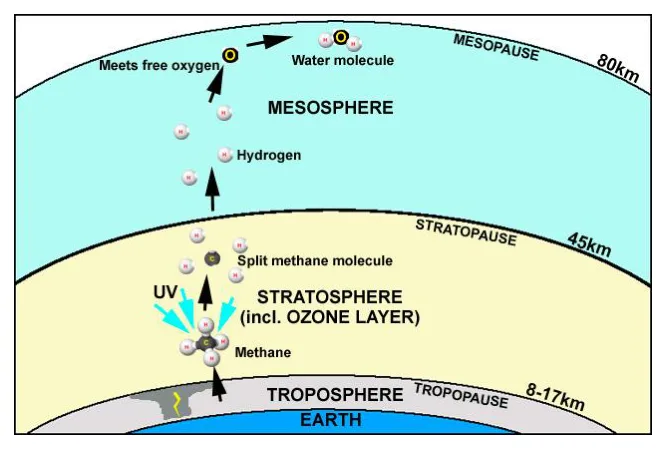 MESOPAUSE
80km
Meets free oxygen
O
H
H
O
Water molecule
MESOSPHERE
H
H
H
Hydrogen
H
STRATOPAUSE
45km
H
H
C
Split methane molecule
H
H
UV
STRATOSPHERE
(incl. OZONE LAYER)
H
H
C
H
H
Methane
8-17km
TROPOSPHERE
TROPOPAUSE
EARTH